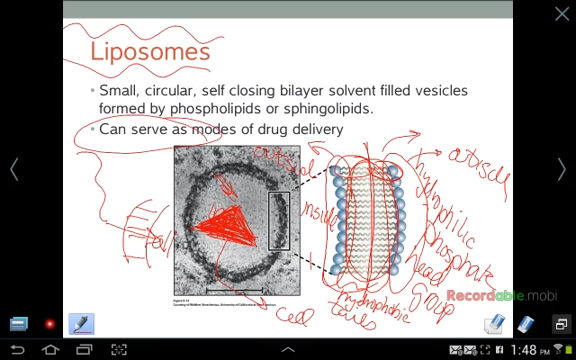 Liposomes
Small, circular, self closing bilayer solvent filled vesicles
formed by phospholipids or sphingolipids.
Can serve as modes of drug delivery
outside
inside
cell
hydrophobic
tails
outside
hydrophilic
phosphate
head
group
Recordable.mobi
1:48 PM